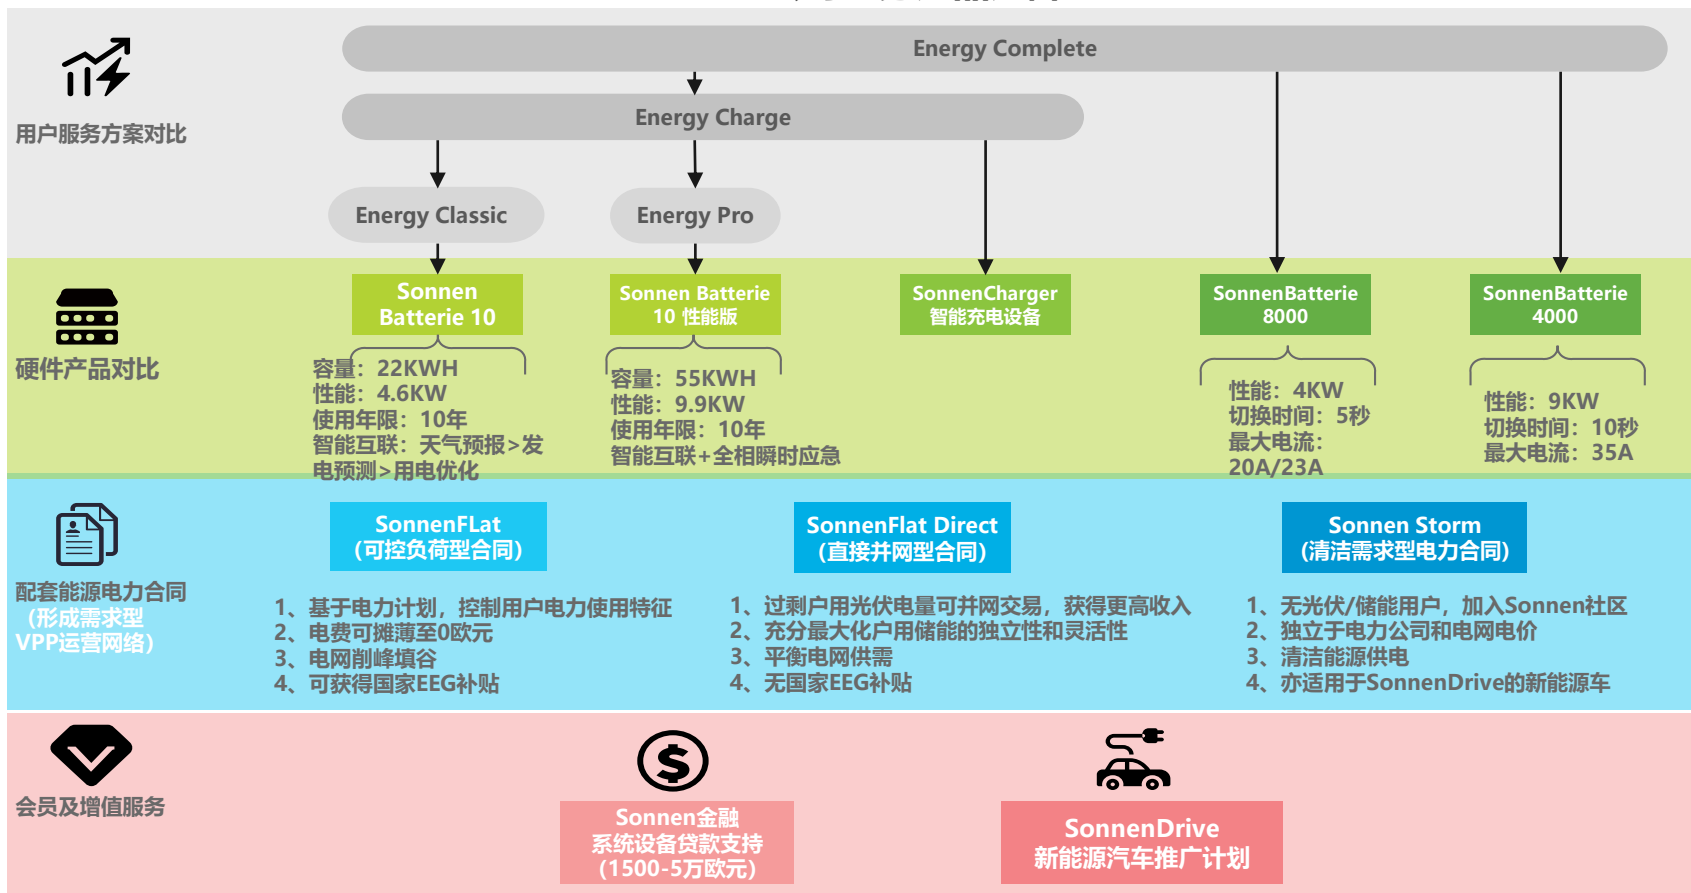 Energy Complete
用户服务方案对比
Energy Charge
Energy Classic
Energy Pro
硬件产品对比
Sonnen
Batterie 10
容量：22KWH
性能：4.6KW
使用年限：10年
智能互联：天气预报>发
电预测>用电优化
Sonnen Batterie
10 性能版
容量：55KWH
性能：9.9KW
使用年限：10年
智能互联+全相瞬时应急
SonnenCharger
智能充电设备
SonnenBatterie
8000
性能：4KW
切换时间：5秒
最大电流：
20A/23A
SonnenBatterie
4000
性能：9KW
切换时间：10秒
最大电流：35A
配套能源电力合同
（形成需求型
VPP运营网络）
SonnenFLat
（可控负荷型合同）
1、基于电力计划，控制用户电力使用特征
2、电费可摊薄至0欧元
3、电网削峰填谷
4、可获得国家EEG补贴
SonnenFlat Direct
（直接并网型合同）
1、过剩户用光伏电量可并网交易，获得更高收入
2、充分最大化户用储能的独立性和灵活性
3、平衡电网供需
4、无国家EEG补贴
Sonnen Storm
（清洁需求型电力合同）
1、无光伏/储能用户，加入Sonnen社区
2、独立于电力公司和电网电价
3、清洁能源供电
4、亦适用于SonnenDrive的新能源车
会员及增值服务
Sonnen金融
系统设备贷款支持
（1500-5万欧元）
SonnenDrive
新能源汽车推广计划